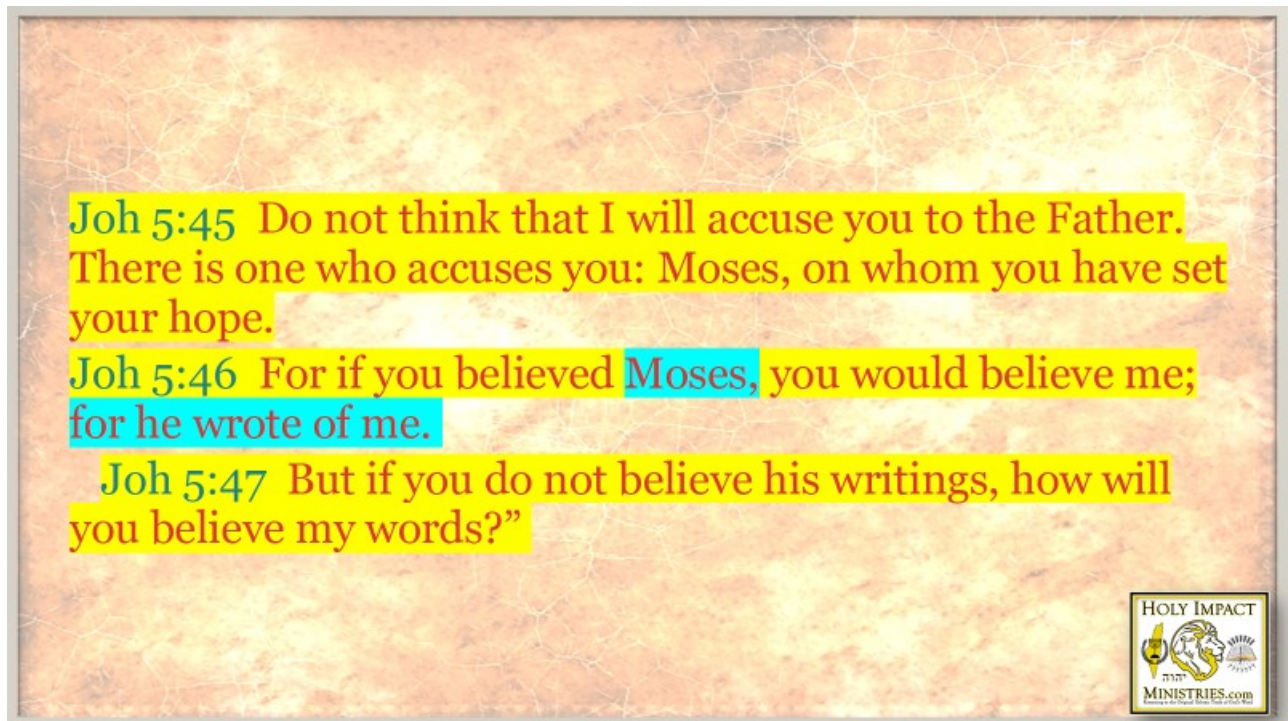 Joh 5:45 Do not think that I will accuse you to the Father.
There is one who accuses you: Moses, on whom you have set
your hope.
Joh 5:46 For if you believed Moses, you would believe me;
for he wrote of me.
Joh 5:47 But if you do not believe his writings, how will
you believe my words?”
HOLY IMPACT
יהוה
MINISTRIES.com